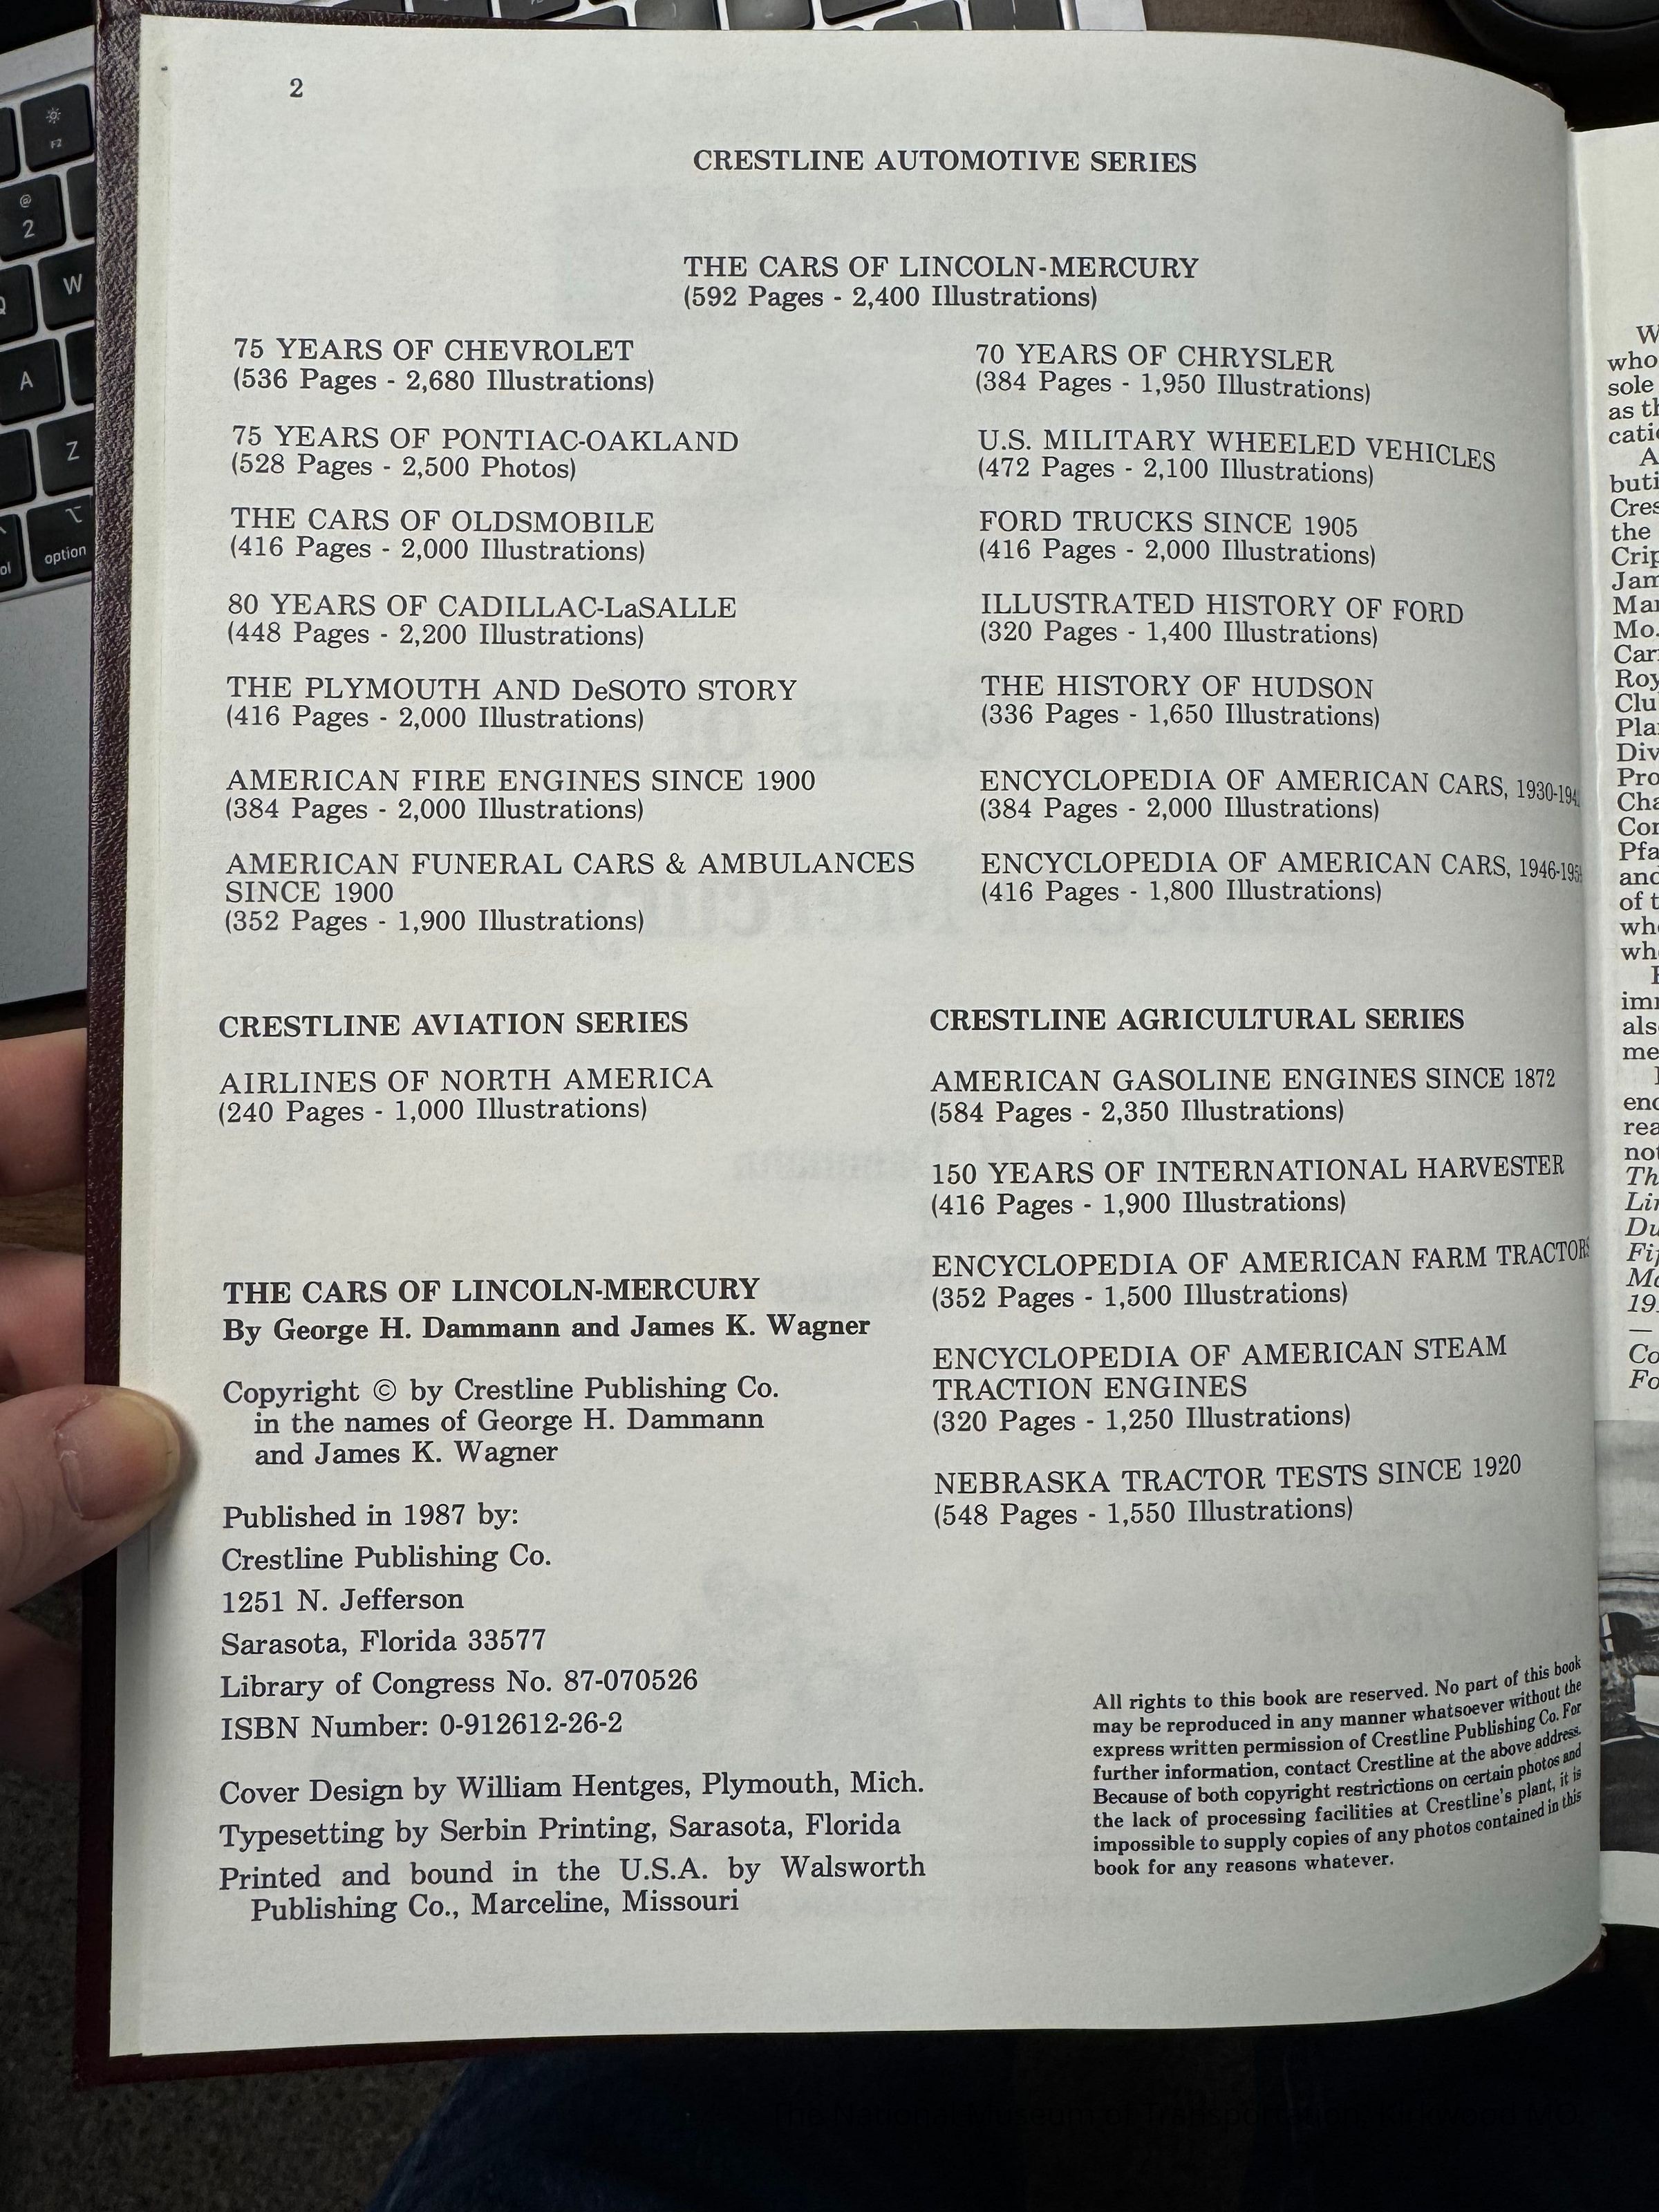 2
CRESTLINE AUTOMOTIVE SERIES
THE CARS OF LINCOLN-MERCURY
(592 Pages - 2,400 Illustrations)
75 YEARS OF CHEVROLET
(536 Pages - 2,680 Illustrations)
75 YEARS OF PONTIAC-OAKLAND
(528 Pages - 2,500 Photos)
THE CARS OF OLDSMOBILE
(416 Pages - 2,000 Illustrations)
80 YEARS OF CADILLAC-LaSALLE
(448 Pages - 2,200 Illustrations)
THE PLYMOUTH AND DeSOTO STORY
(416 Pages - 2,000 Illustrations)
AMERICAN FIRE ENGINES SINCE 1900
(384 Pages - 2,000 Illustrations)
AMERICAN FUNERAL CARS & AMBULANCES
SINCE 1900
(352 Pages - 1,900 Illustrations)
70 YEARS OF CHRYSLER
(384 Pages - 1,950 Illustrations)
U.S. MILITARY WHEELED VEHICLES
(472 Pages - 2,100 Illustrations)
FORD TRUCKS SINCE 1905
(416 Pages - 2,000 Illustrations)
ILLUSTRATED HISTORY OF FORD
(320 Pages - 1,400 Illustrations)
THE HISTORY OF HUDSON
(336 Pages - 1,650 Illustrations)
ENCYCLOPEDIA OF AMERICAN CARS,
(384 Pages - 2,000 Illustrations)
ENCYCLOPEDIA OF AMERICAN CARS,
(416 Pages - 1,800 Illustrations)
CRESTLINE AVIATION SERIES
AIRLINES OF NORTH AMERICA
(240 Pages - 1,000 Illustrations)
THE CARS OF LINCOLN-MERCURY
By George H. Dammann and James K. Wagner
Copyright © by Crestline Publishing Co.
in the names of George H. Dammann
and James K. Wagner
Published in 1987 by:
Crestline Publishing Co.
1251 N. Jefferson
Sarasota, Florida 33577
Library of Congress No. 87-070526
ISBN Number: 0-912612-26-2
Cover Design by William Hentges, Plymouth, Mich.
Typesetting by Serbin Printing, Sarasota, Florida
Printed and bound in the U.S.A. by Walsworth
Publishing Co., Marceline, Missouri
CRESTLINE AGRICULTURAL SERIES
AMERICAN GASOLINE ENGINES SINCE 1872
(584 Pages - 2,350 Illustrations)
150 YEARS OF INTERNATIONAL HARVESTER
(416 Pages - 1,900 Illustrations)
ENCYCLOPEDIA OF AMERICAN FARM TRACTORS
(352 Pages - 1,500 Illustrations)
ENCYCLOPEDIA OF AMERICAN STEAM
TRACTION ENGINES
(320 Pages - 1,250 Illustrations)
NEBRASKA TRACTOR TESTS SINCE 1920
(548 Pages - 1,550 Illustrations)
All rights to this book are reserved. No part of this book
may be reproduced in any manner whatsoever without the
express written permission of Crestline Publishing Co. For
further information, contact Crestline at the above address.
Because of both copyright restrictions on certain photos and
the lack of processing facilities at Crestline's plant, it is
impossible to supply copies of any photos contained in this
book for any reasons whatever.
F2
@
2
W
A
Z
option